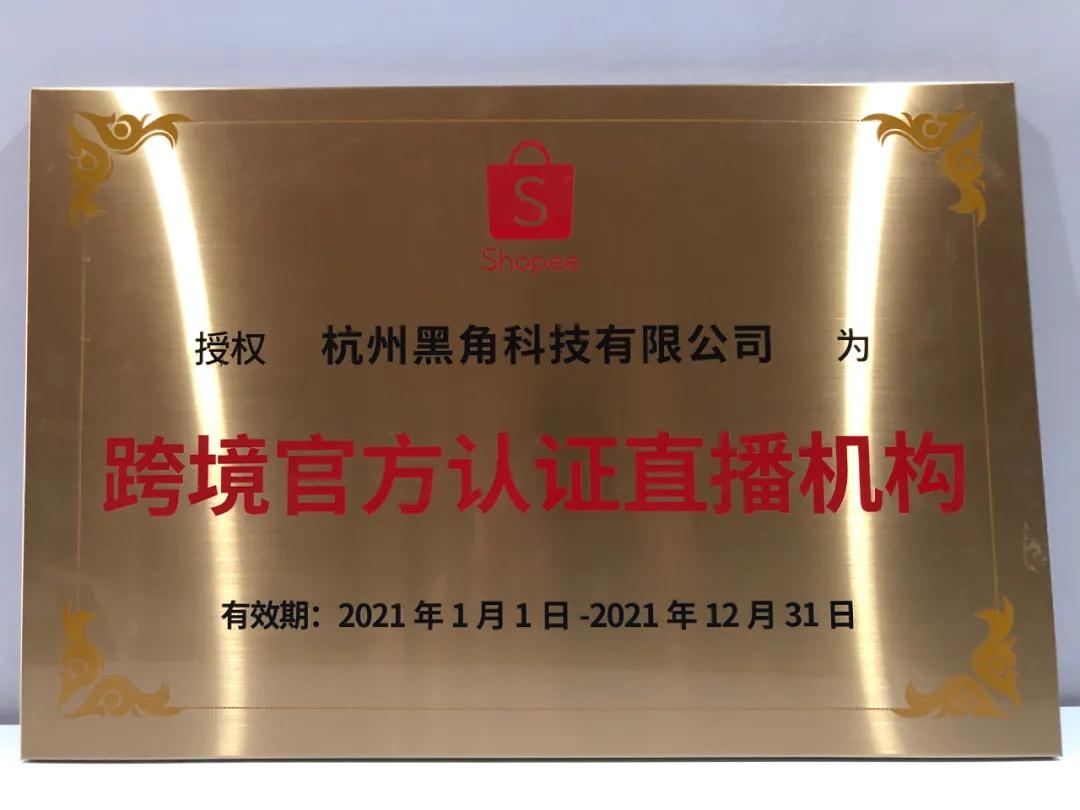 S
Shopee
授权 杭州黑角科技有限公司 为
跨境官方认证直播机构
有效期：2021年1月1日-2021年12月31日